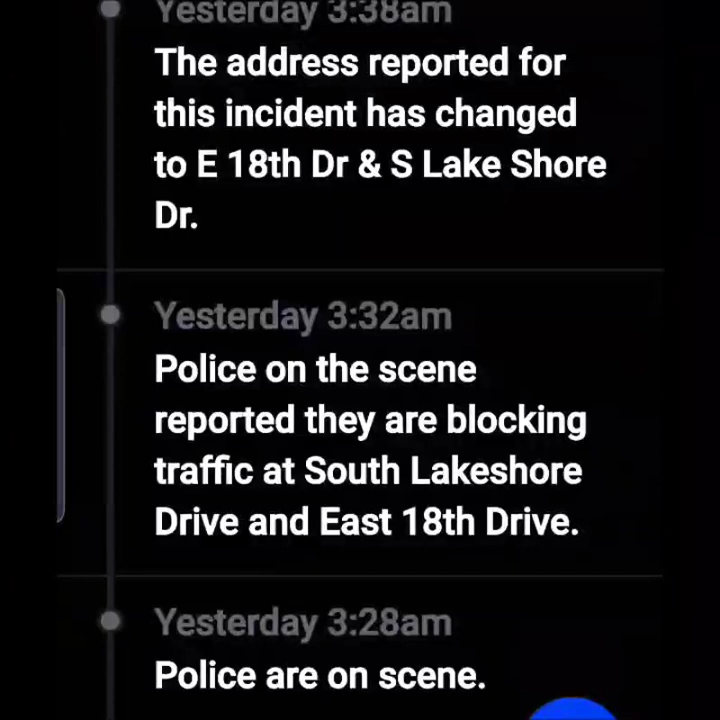 Yesterday 3:38am
The address reported for
this incident has changed
to E 18th Dr & S Lake Shore
Dr.
Yesterday 3:32am
Police on the scene
reported they are blocking
traffic at South Lakeshore
Drive and East 18th Drive.
Yesterday 3:28am
Police are on scene.